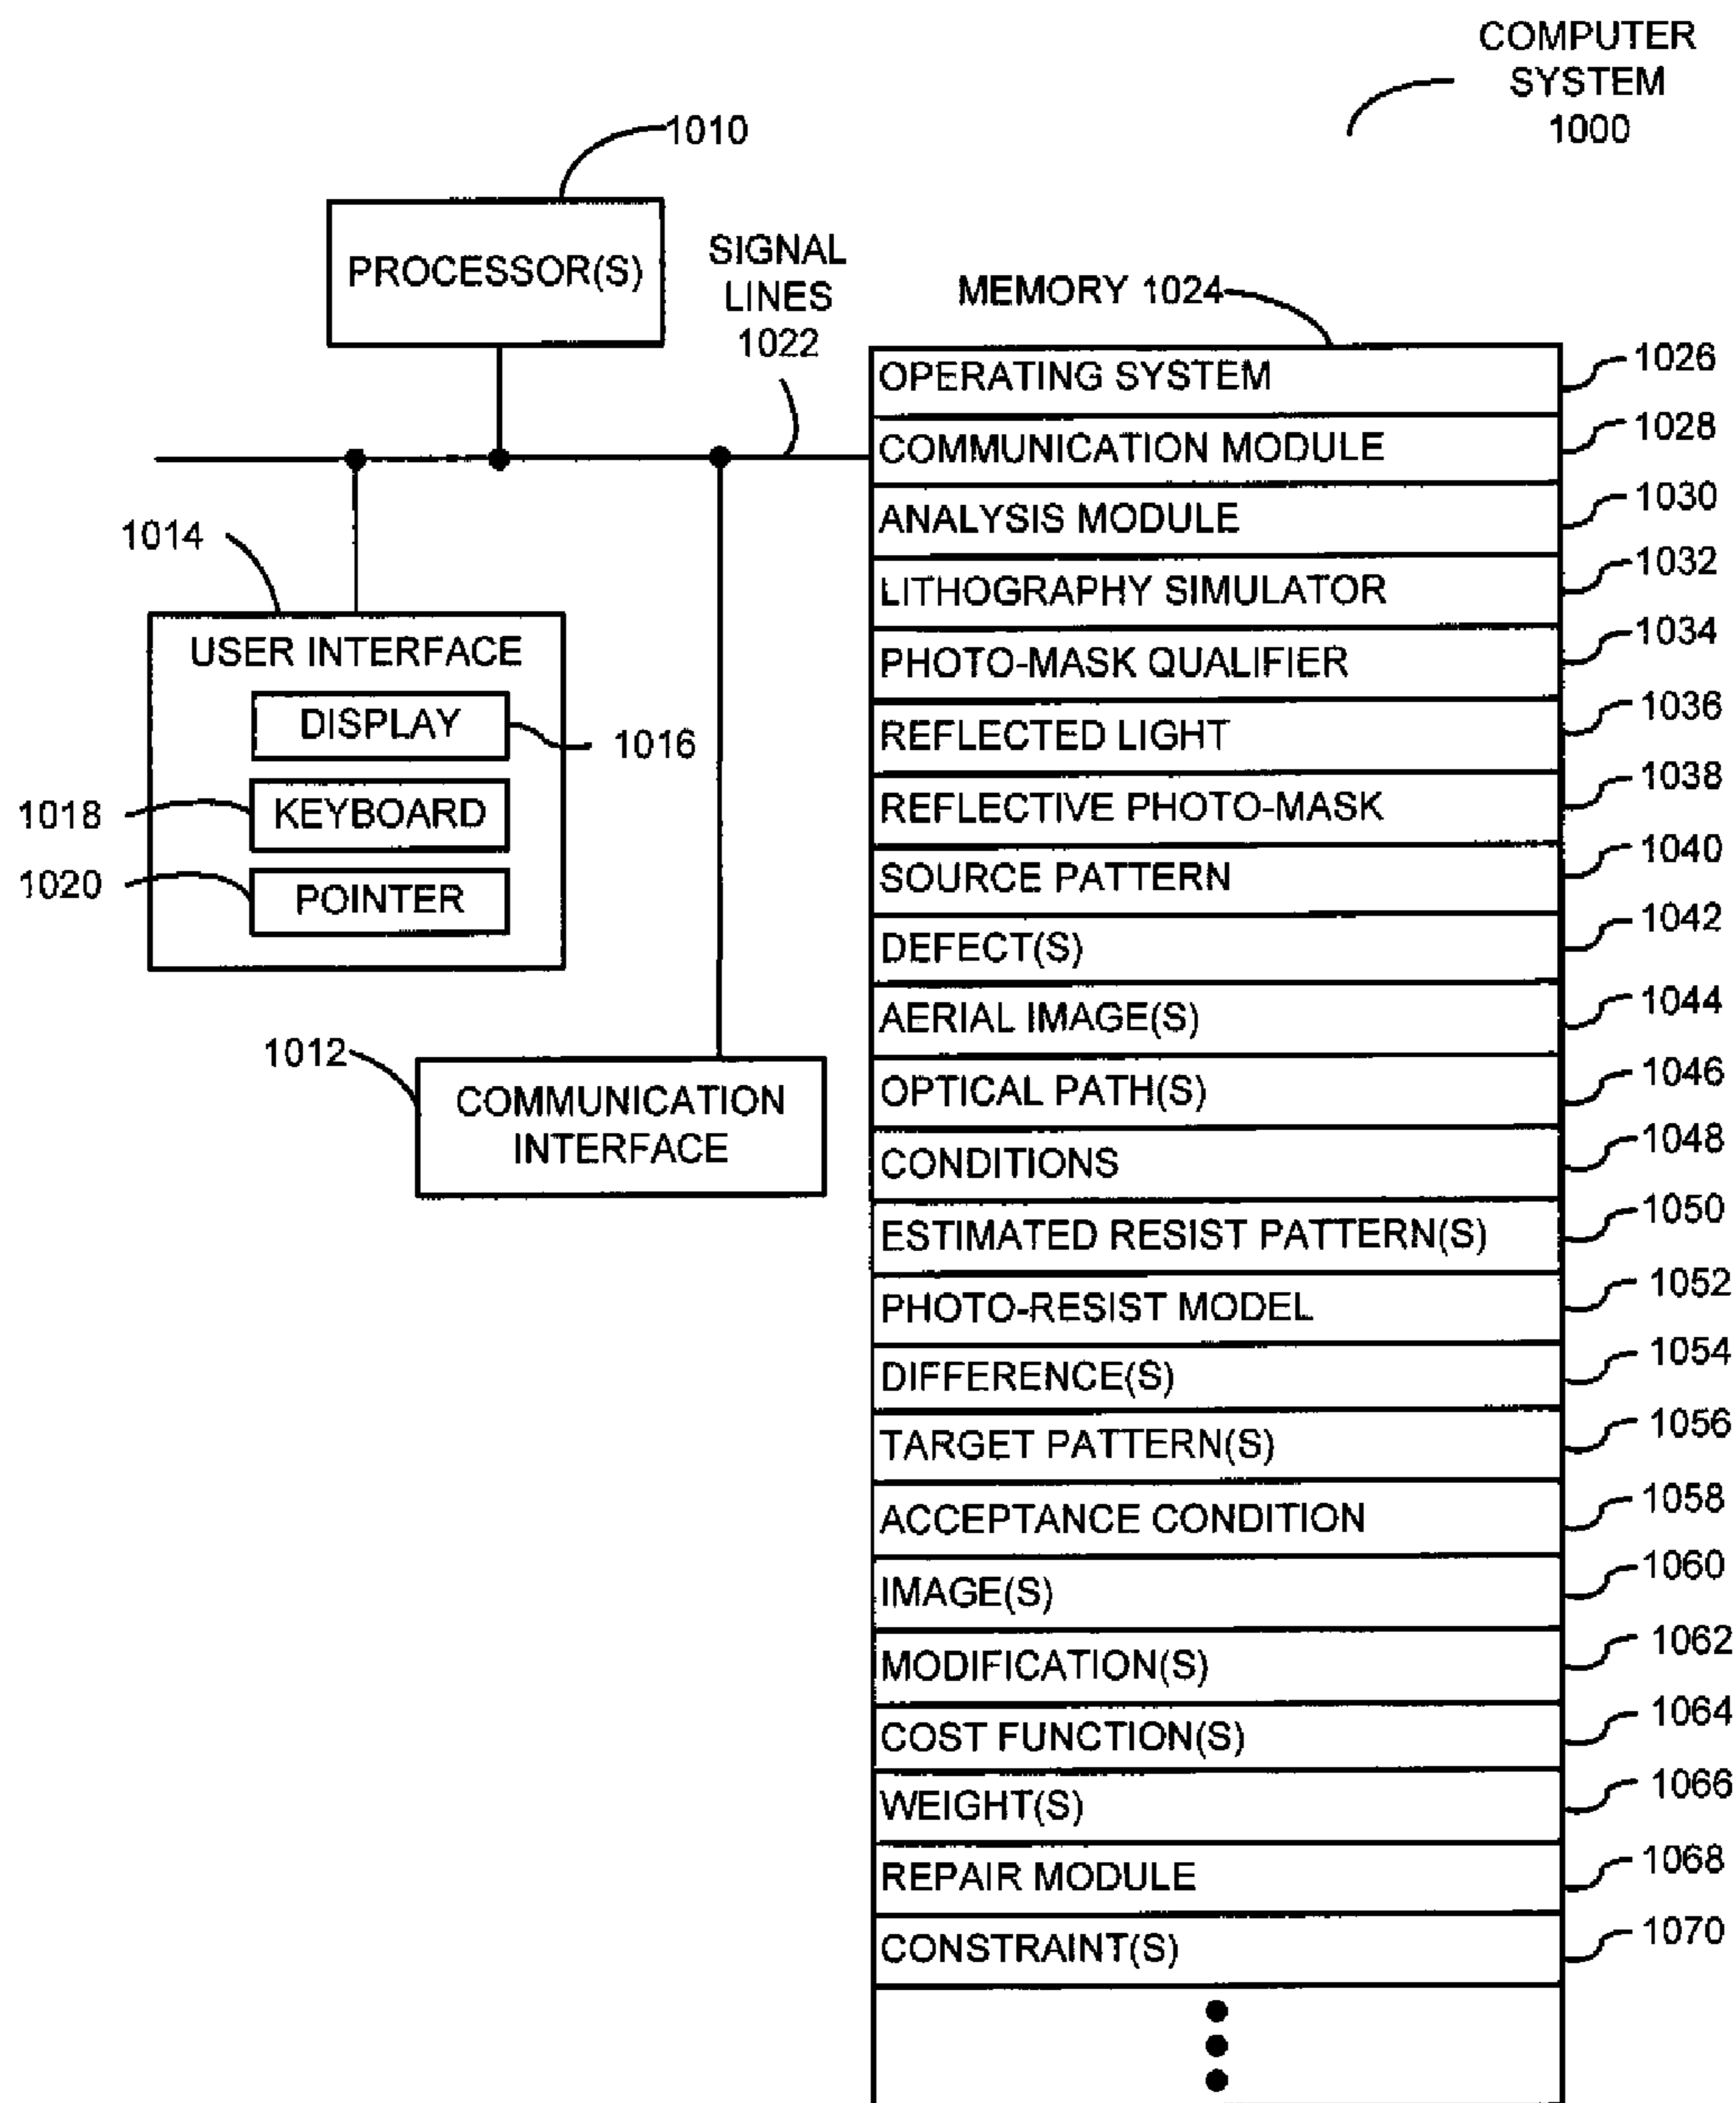 COMPUTER
SYSTEM
1000
1010
PROCESSOR(S)
SIGNAL
LINES
1022
MEMORY 1024
OPERATING SYSTEM
1026
COMMUNICATION MODULE
1028
ANALYSIS MODULE
1030
LITHOGRAPHY SIMULATOR
1032
PHOTO-MASK QUALIFIER
1034
REFLECTED LIGHT
1036
REFLECTIVE PHOTO-MASK
1038
SOURCE PATTERN
1040
DEFECT(S)
1042
AERIAL IMAGE(S)
1044
OPTICAL PATH(S)
1046
CONDITIONS
1048
ESTIMATED RESIST PATTERN(S)
1050
PHOTO-RESIST MODEL
1052
DIFFERENCE(S)
1054
TARGET PATTERN(S)
1056
ACCEPTANCE CONDITION
1058
IMAGE(S)
1060
MODIFICATION(S)
1062
COST FUNCTION(S)
1064
WEIGHT(S)
1066
REPAIR MODULE
1068
CONSTRAINT(S)
1070
1014
USER INTERFACE
DISPLAY
1016
1018
KEYBOARD
1020
POINTER
1012
COMMUNICATION
INTERFACE